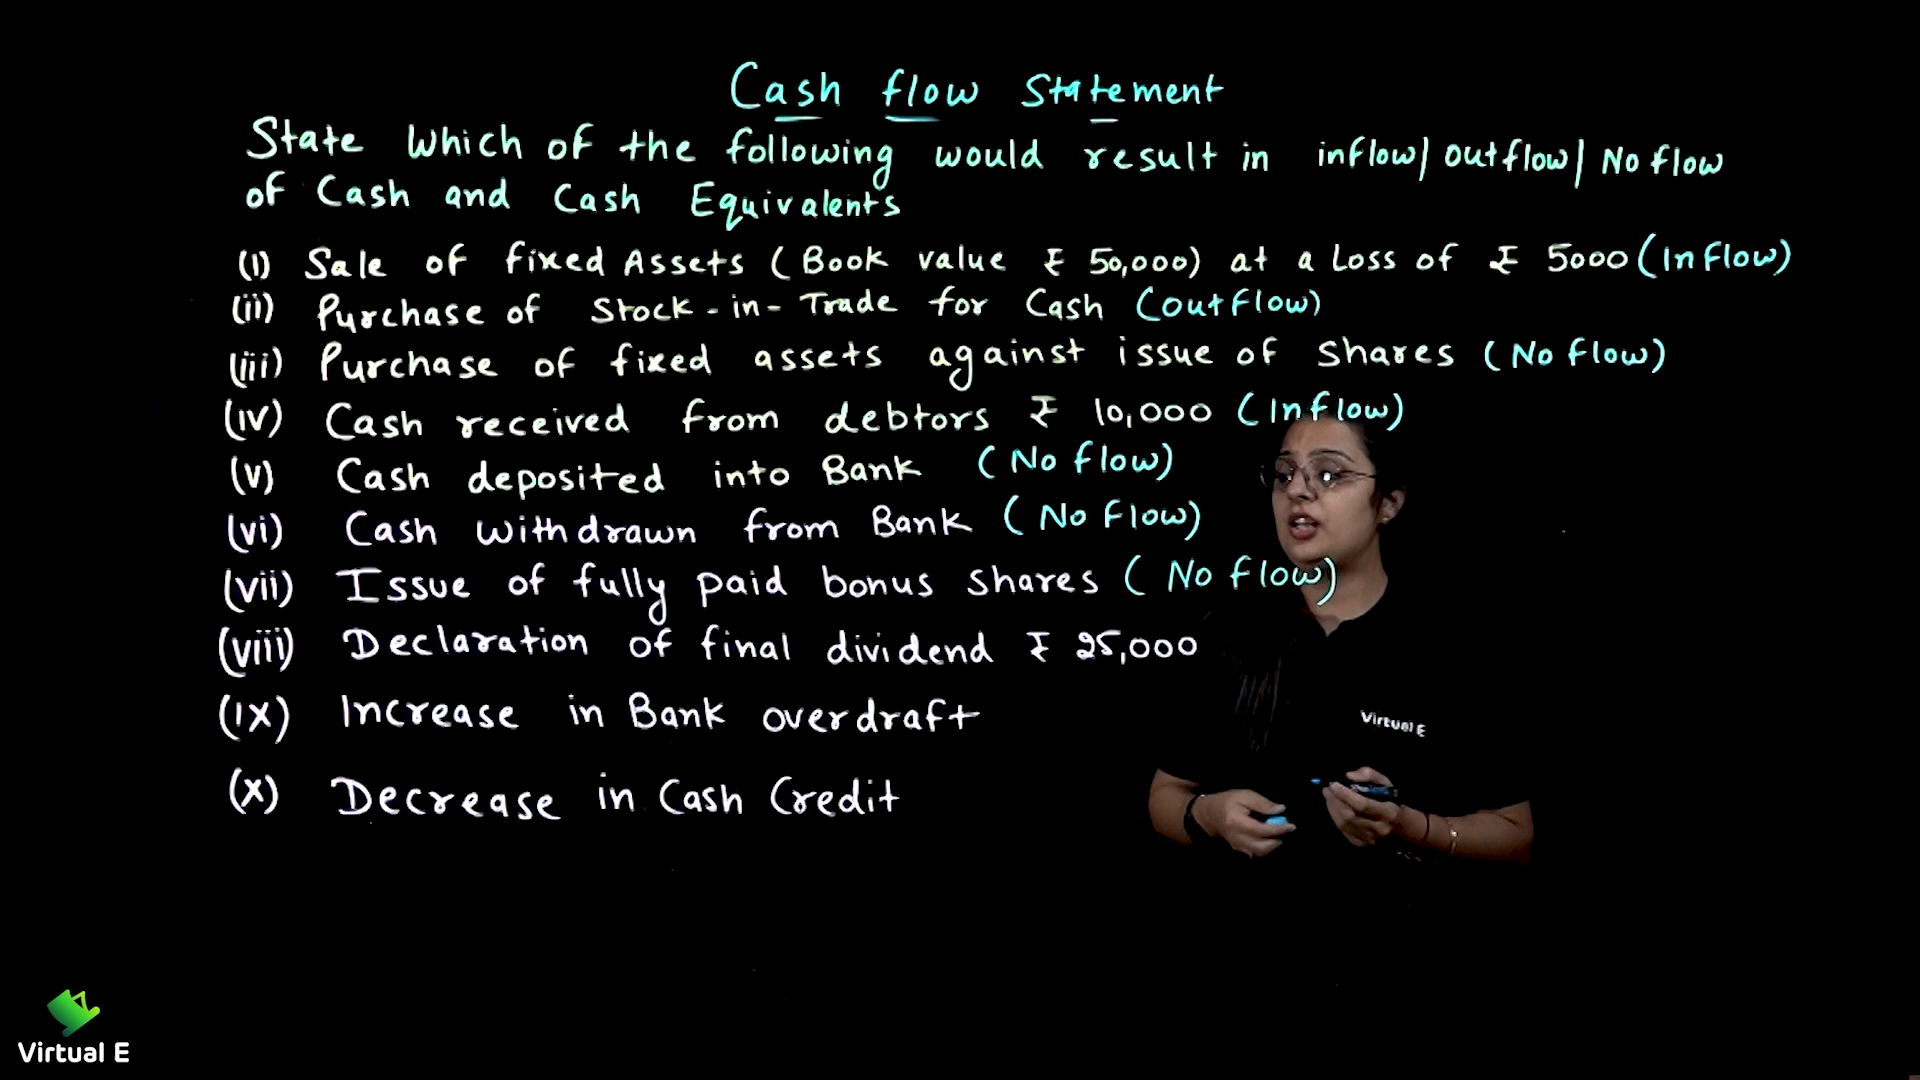 Cash flow Statement
State Which of the following would result in inflow/ outflow/ No flow
of Cash and Cash Equivalents
(i) Sale of fixed Assets (Book value ₹ 50,000) at a Loss of ₹ 5000 (Inflow)
(ii) Purchase of Stock-in-Trade for Cash (outflow)
(iii) Purchase of fixed assets against issue of shares (No flow)
(iv) Cash received from debtors ₹ 10,000 (Inflow)
(v) Cash deposited into Bank (No flow)
(vi) Cash withdrawn from Bank (No flow)
(vii) Issue of fully paid bonus shares (No flow)
(viii) Declaration of final dividend ₹ 25,000
(ix) Increase in Bank overdraft
(x) Decrease in Cash Credit
Virtual E
Virtual E